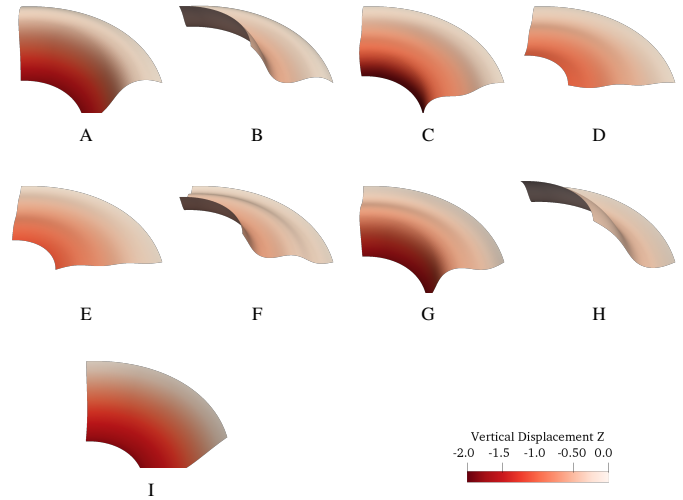 A B C D
E F G H
Vertical Displacement Z
-2.0 -1.5 -1.0 -0.50 0.0
I